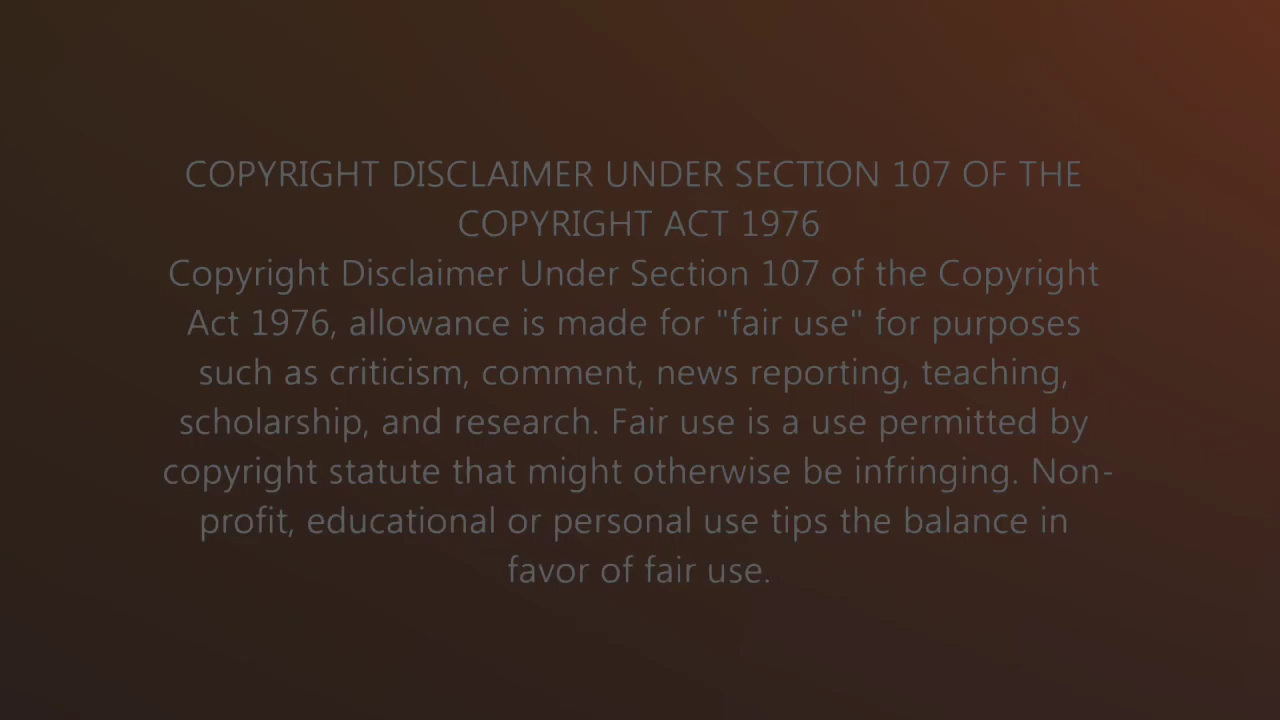 COPYRIGHT DISCLAIMER UNDER SECTION 107 OF THE
COPYRIGHT ACT 1976
Copyright Disclaimer Under Section 107 of the Copyright
Act 1976, allowance is made for "fair use" for purposes
such as criticism, comment, news reporting, teaching,
scholarship, and research. Fair use is a use permitted by
copyright statute that might otherwise be infringing. Non-
profit, educational or personal use tips the balance in
favor of fair use.